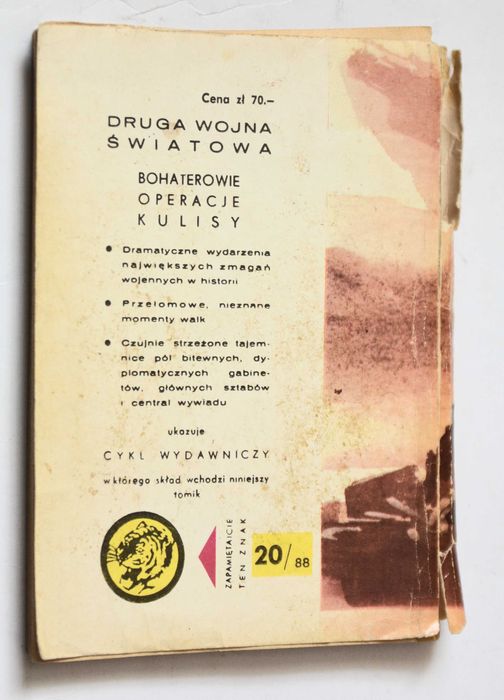 Cena zł 70.–
DRUGA WOJNA
ŚWIATOWA
BOHATEROWIE
OPERACJE
KULISY
● Dramatyczne wydarzenia
największych zmagań
wojennych w historii
● Przełomowe, nieznane
momenty walk
● Czujnie strzeżone tajem-
nice pól bitewnych, dy-
plomatycznych gabine-
tów, głównych sztabów
i central wywiadu
ukazuje
CYKL WYDAWNICZY
w którego skład wchodzi niniejszy
tomik
ZAPAMIĘTAJCIE
TEN ZNAK
20/88